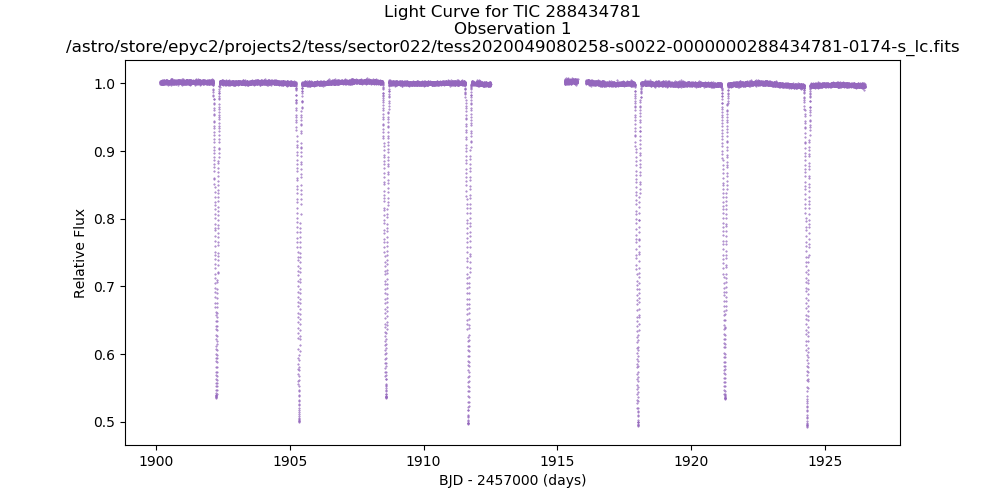 Light Curve for TIC 288434781
Observation 1
/astro/store/epyc2/projects2/tess/sector022/tess2020049080258-s0022-0000000288434781-0174-s_lc.fits
1.0
0.9
0.8
0.7
0.6
0.5
Relative Flux
1900
1905
1910
1915
1920
1925
BJD - 2457000 (days)